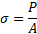 σ = P/A